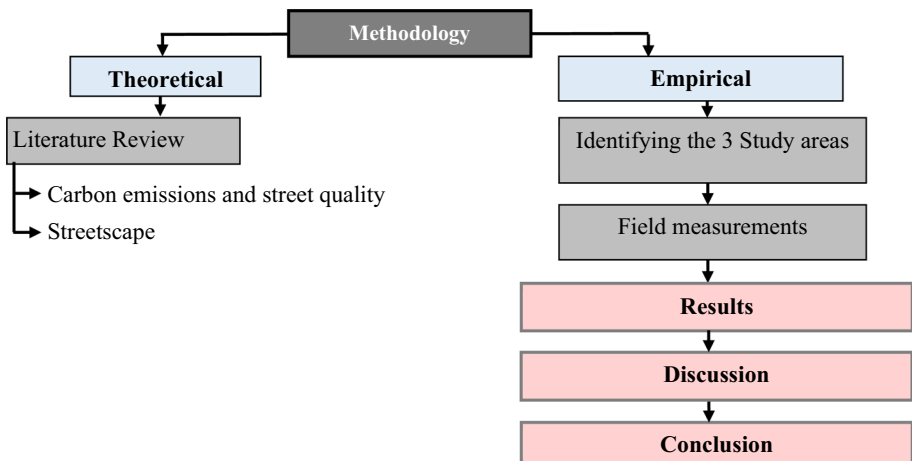 Methodology
Theoretical
Literature Review
Carbon emissions and street quality
Streetscape
Empirical
Identifying the 3 Study areas
Field measurements
Results
Discussion
Conclusion